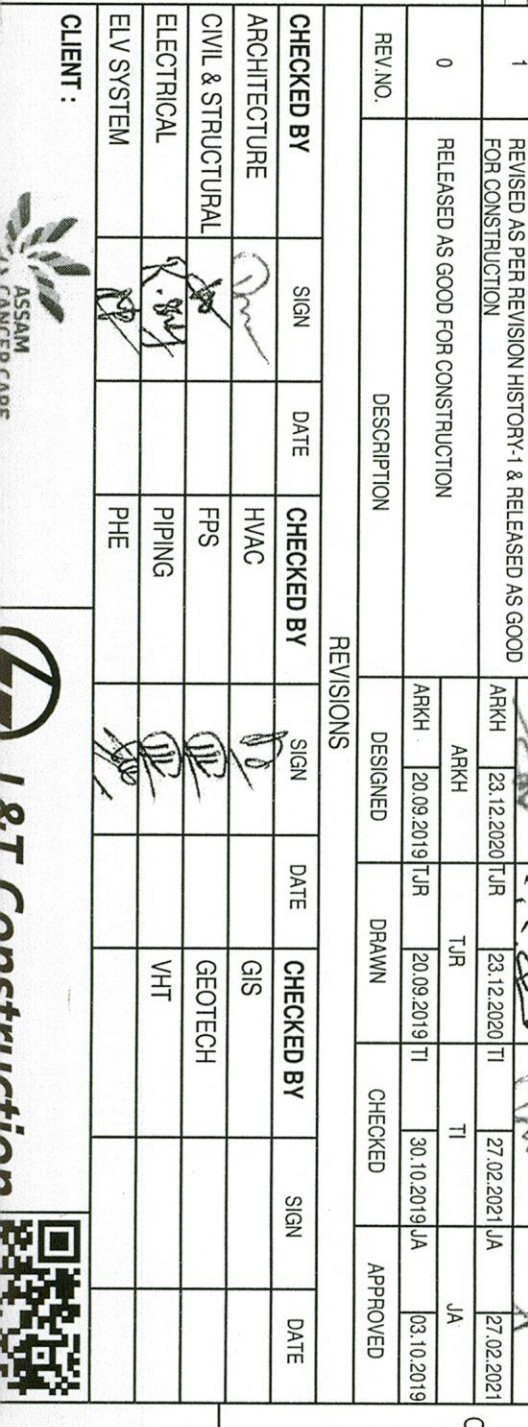 1 REVISED AS PER REVISION HISTORY-1 & RELEASED AS GOOD FOR CONSTRUCTION ARKH 23.12.2020 TJR 23.12.2020 TI 27.02.2021 JA 27.02.2021
ARKH TJR TI JA
0 RELEASED AS GOOD FOR CONSTRUCTION ARKH 20.09.2019 TJR 20.09.2019 TI 30.10.2019 JA 03.10.2019
REV.NO. DESCRIPTION DESIGNED DRAWN CHECKED APPROVED
REVISIONS
CHECKED BY SIGN DATE CHECKED BY SIGN DATE CHECKED BY SIGN DATE
ARCHITECTURE HVAC GIS
CIVIL & STRUCTURAL FPS GEOTECH
ELECTRICAL PIPING VHT
ELV SYSTEM PHE
CLIENT :
ASSAM
CANCER CARE
L&T Construction